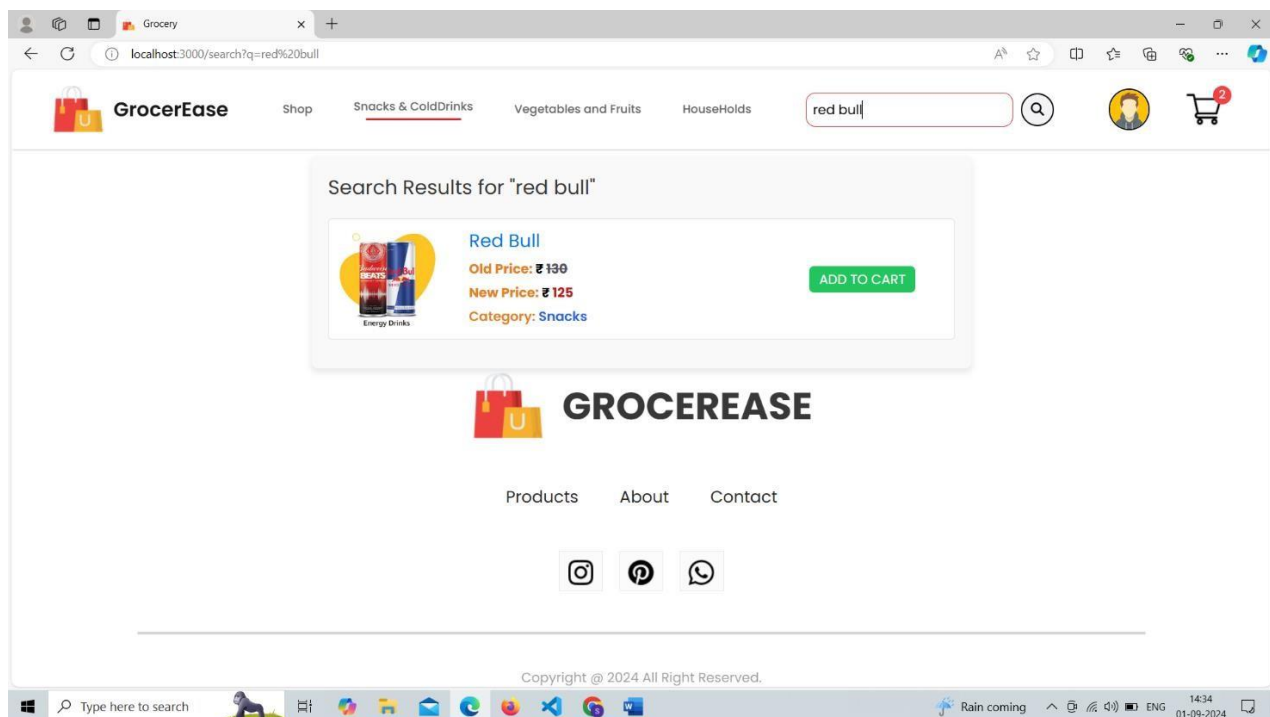 Grocery
localhost:3000/search?q=red%20bull
GrocerEase
Shop
Snacks & ColdDrinks
Vegetables and Fruits
HouseHolds
red bull
2
Search Results for "red bull"
Red Bull
Old Price: ₹ 130
New Price: ₹ 125
Category: Snacks
ADD TO CART
BEATS
Energy Drinks
U
GROCEREASE
Products About Contact
Copyright @ 2024 All Right Reserved.
Type here to search
Rain coming
ENG
14:34
01-09-2024